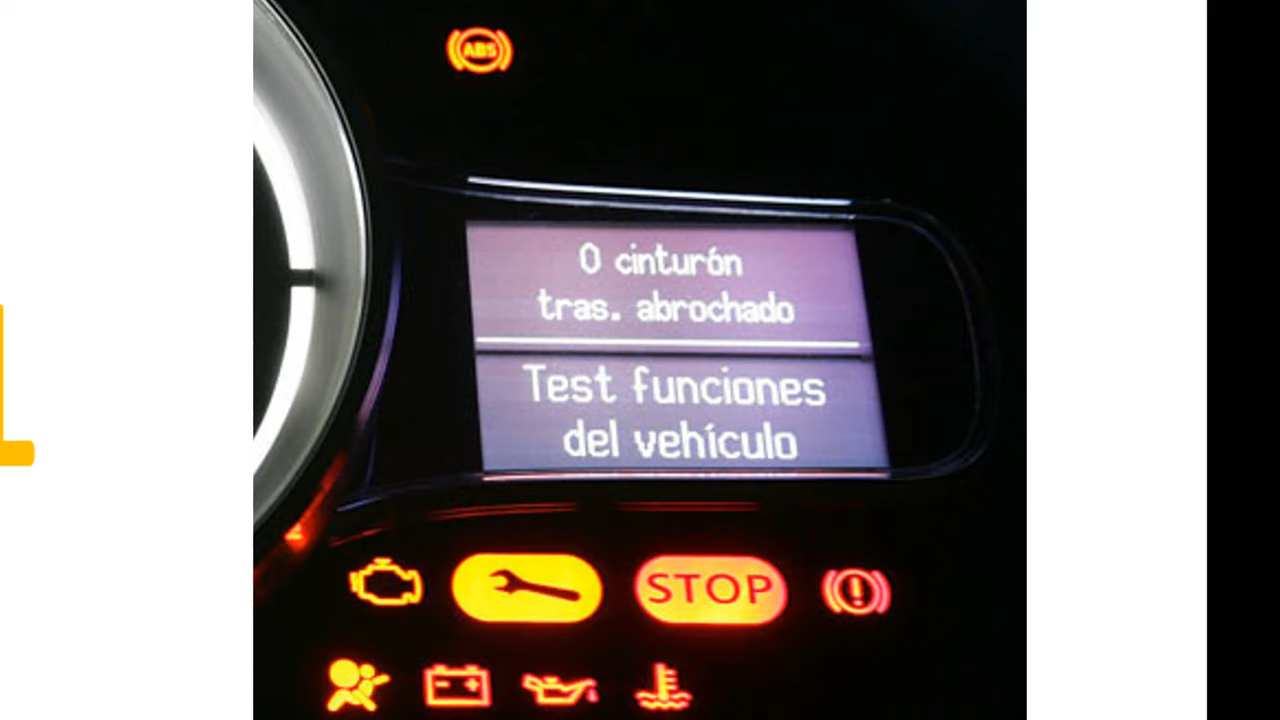 ABS
0 cinturón
tras. abrochado
Test funciones
del vehículo
STOP